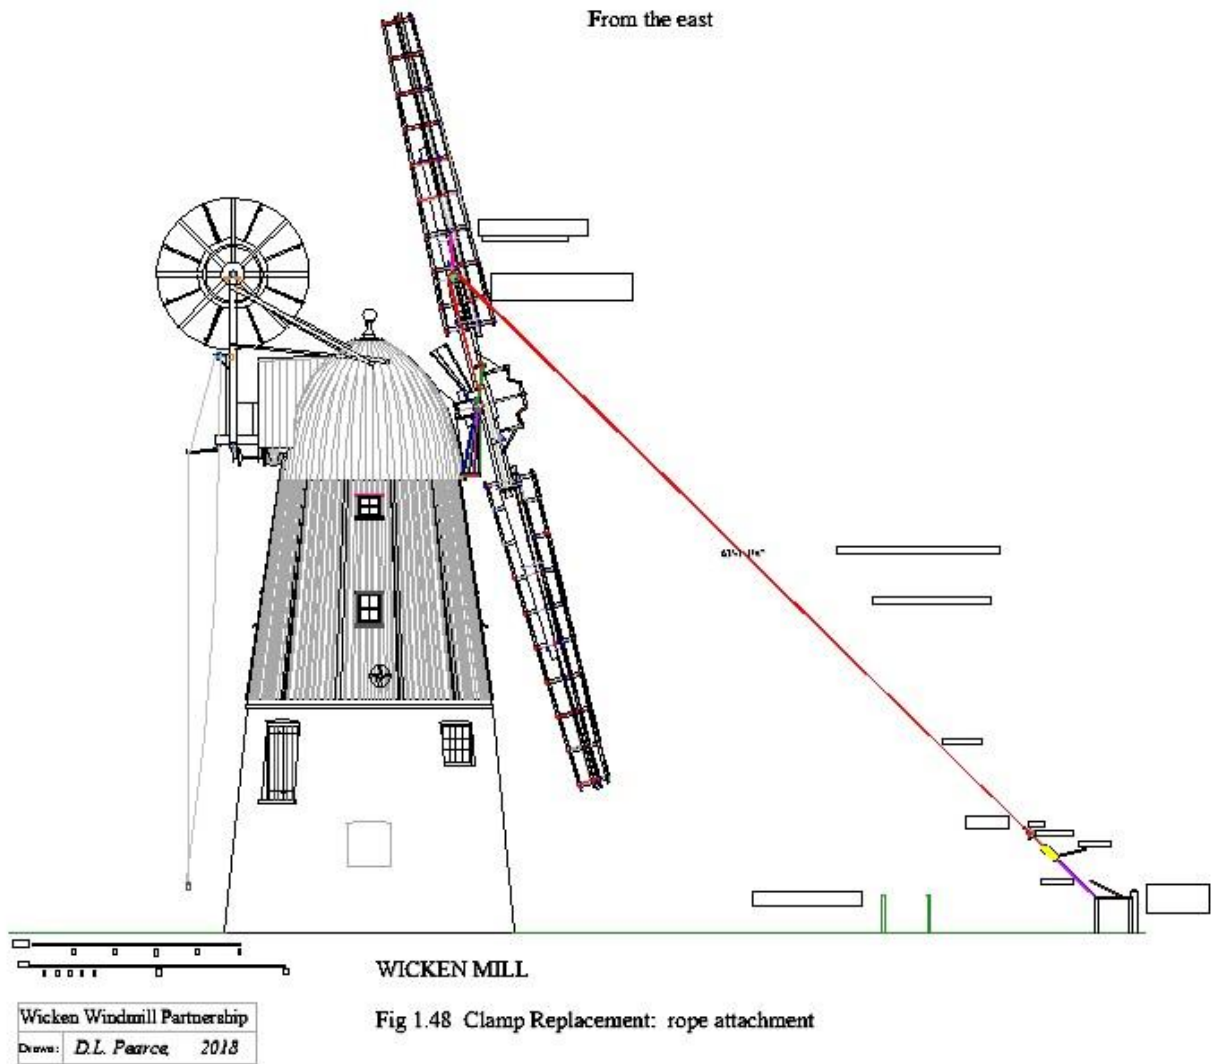 From the east
WICKEN MILL
Fig 1.48 Clamp Replacement: rope attachment
Wicken Windmill Partnership
Drawn: D.L. Pearce, 2018